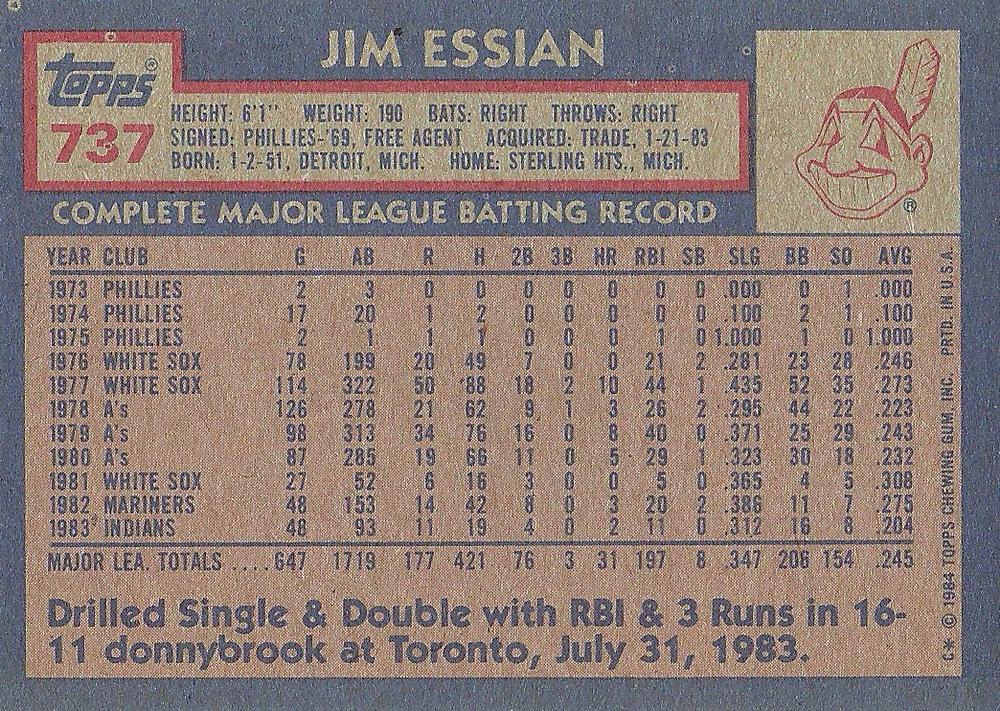 JIM ESSIAN
TOPPS®
737
HEIGHT: 6'1" WEIGHT: 190 BATS: RIGHT THROWS: RIGHT
SIGNED: PHILLIES-'69, FREE AGENT ACQUIRED: TRADE, 1-21-83
BORN: 1-2-51, DETROIT, MICH. HOME: STERLING HTS., MICH.
®
COMPLETE MAJOR LEAGUE BATTING RECORD
YEAR CLUB G AB R H 2B 3B HR RBI SB SLG BB SO AVG
1973 PHILLIES 2 3 0 0 0 0 0 0 0 .000 0 1 .000
1974 PHILLIES 17 20 1 2 0 0 0 0 0 .100 2 1 .100
1975 PHILLIES 2 1 1 1 0 0 0 1 0 1.000 1 0 1.000
1976 WHITE SOX 78 199 20 49 7 0 0 21 2 .281 23 28 .246
1977 WHITE SOX 114 322 50 88 18 2 10 44 1 .435 52 35 .273
1978 A's 126 278 21 62 9 1 3 26 2 .295 44 22 .223
1979 A's 98 313 34 76 16 0 8 40 0 .371 25 29 .243
1980 A's 87 285 19 66 11 0 5 29 1 .323 30 18 .232
1981 WHITE SOX 27 52 6 16 3 0 0 5 0 .365 4 5 .308
1982 MARINERS 48 153 14 42 8 0 3 20 2 .386 11 7 .275
1983 INDIANS 48 93 11 19 4 0 2 11 0 .312 16 8 .204
MAJOR LEA. TOTALS ....647 1719 177 421 76 3 31 197 8 .347 208 154 .245
Drilled Single & Double with RBI & 3 Runs in 16-
11 donnybrook at Toronto, July 31, 1983.
C* © 1984 TOPPS CHEWING GUM, INC. PRTD. IN U.S.A.